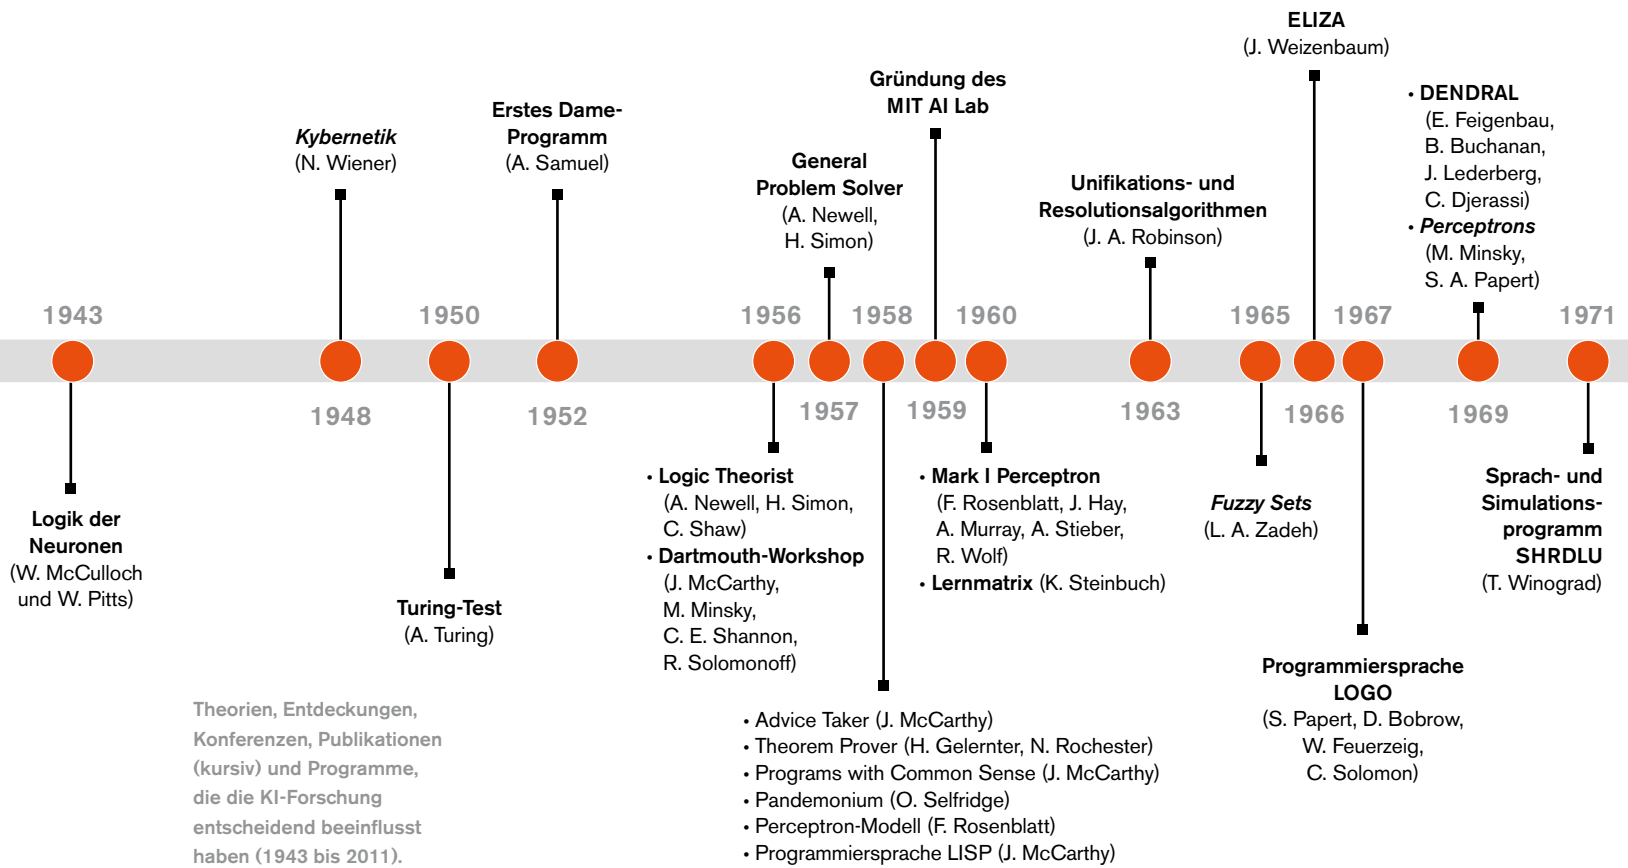 ELIZA
(J. Weizenbaum)
Gründung des
MIT AI Lab
• DENDRAL
(E. Feigenbau,
B. Buchanan,
J. Lederberg,
C. Djerassi)
• Perceptrons
(M. Minsky,
S. A. Papert)
Erstes Dame-
Programm
(A. Samuel)
Kybernetik
(N. Wiener)
General
Problem Solver
(A. Newell,
H. Simon)
Unifikations- und
Resolutionsalgorithmen
(J. A. Robinson)
1943
1950
1956
1958
1960
1965
1967
1971
1948
1952
1957
1959
1963
1966
1969
Logik der
Neuronen
(W. McCulloch
und W. Pitts)
Turing-Test
(A. Turing)
• Logic Theorist
(A. Newell, H. Simon,
C. Shaw)
• Dartmouth-Workshop
(J. McCarthy,
M. Minsky,
C. E. Shannon,
R. Solomonoff)
• Mark I Perceptron
(F. Rosenblatt, J. Hay,
A. Murray, A. Stieber,
R. Wolf)
• Lernmatrix (K. Steinbuch)
Fuzzy Sets
(L. A. Zadeh)
Sprach- und
Simulations-
programm
SHRDLU
(T. Winograd)
Programmiersprache
LOGO
(S. Papert, D. Bobrow,
W. Feuerzeig,
C. Solomon)
• Advice Taker (J. McCarthy)
• Theorem Prover (H. Gelernter, N. Rochester)
• Programs with Common Sense (J. McCarthy)
• Pandemonium (O. Selfridge)
• Perceptron-Modell (F. Rosenblatt)
• Programmiersprache LISP (J. McCarthy)
Theorien, Entdeckungen,
Konferenzen, Publikationen
(kursiv) und Programme,
die die KI-Forschung
entscheidend beeinflusst
haben (1943 bis 2011).